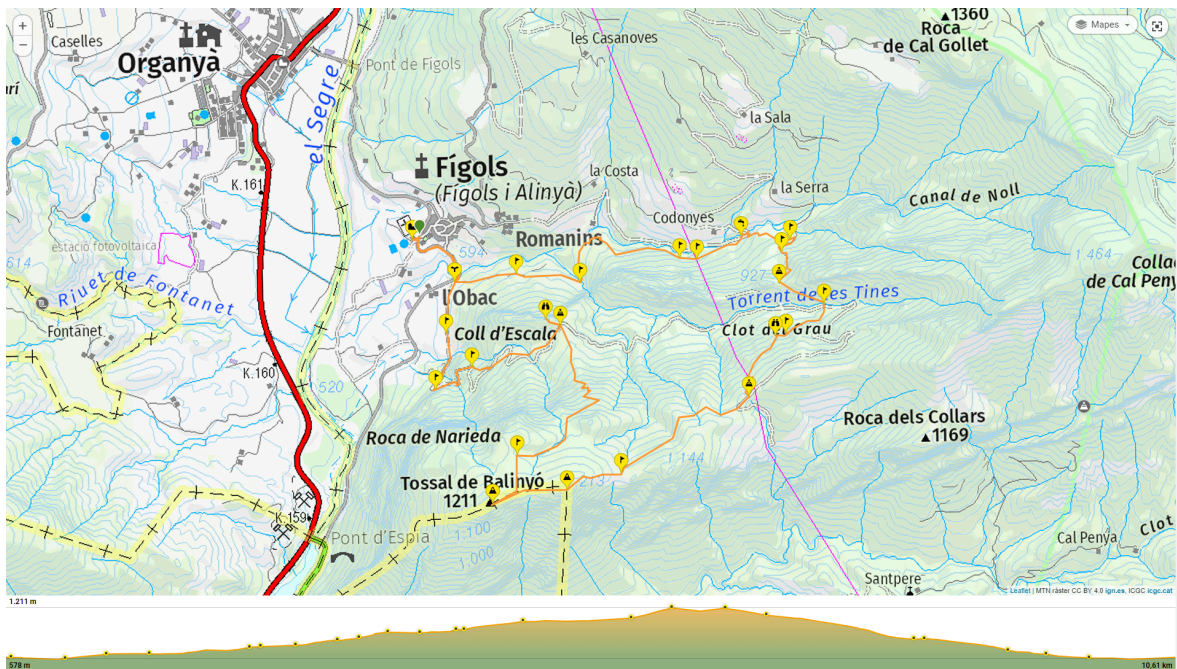 +
−
Caselles
Organyà
rí
Pont de Fígols
el Segre
les Casanoves
1360
Roca
de Cal Gollet
Mapes
la Sala
K.161
Fígols
(Fígols i Alinyà)
la Costa
la Serra
Codonyes
Canal de Noll
estació fotovoltaica
614
594
Romanins
1.464
927
Colla
de Cal Peny
Riuet de Fontanet
l'Obac
Torrent de les Tines
Fontanet
Coll d'Escala
Clot del Grau
K.160
520
Roca de Narieda
Roca dels Collars
1169
1.144
Tossal de Balinyó
1211
1.213
K.159
Pont d'Espia
1.100
1.000
Cal Penya
Clot
Santpere
Leaflet | MTN ràster CC BY 4.0 ign.es, ICGC icgc.cat
1.211 m
578 m
10,61 km